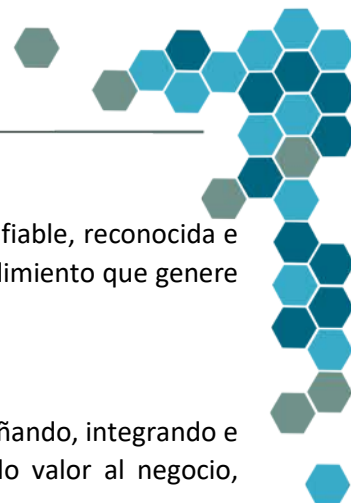 fiable, reconocida e
dimiento que genere
ñando, integrando e
do valor al negocio,